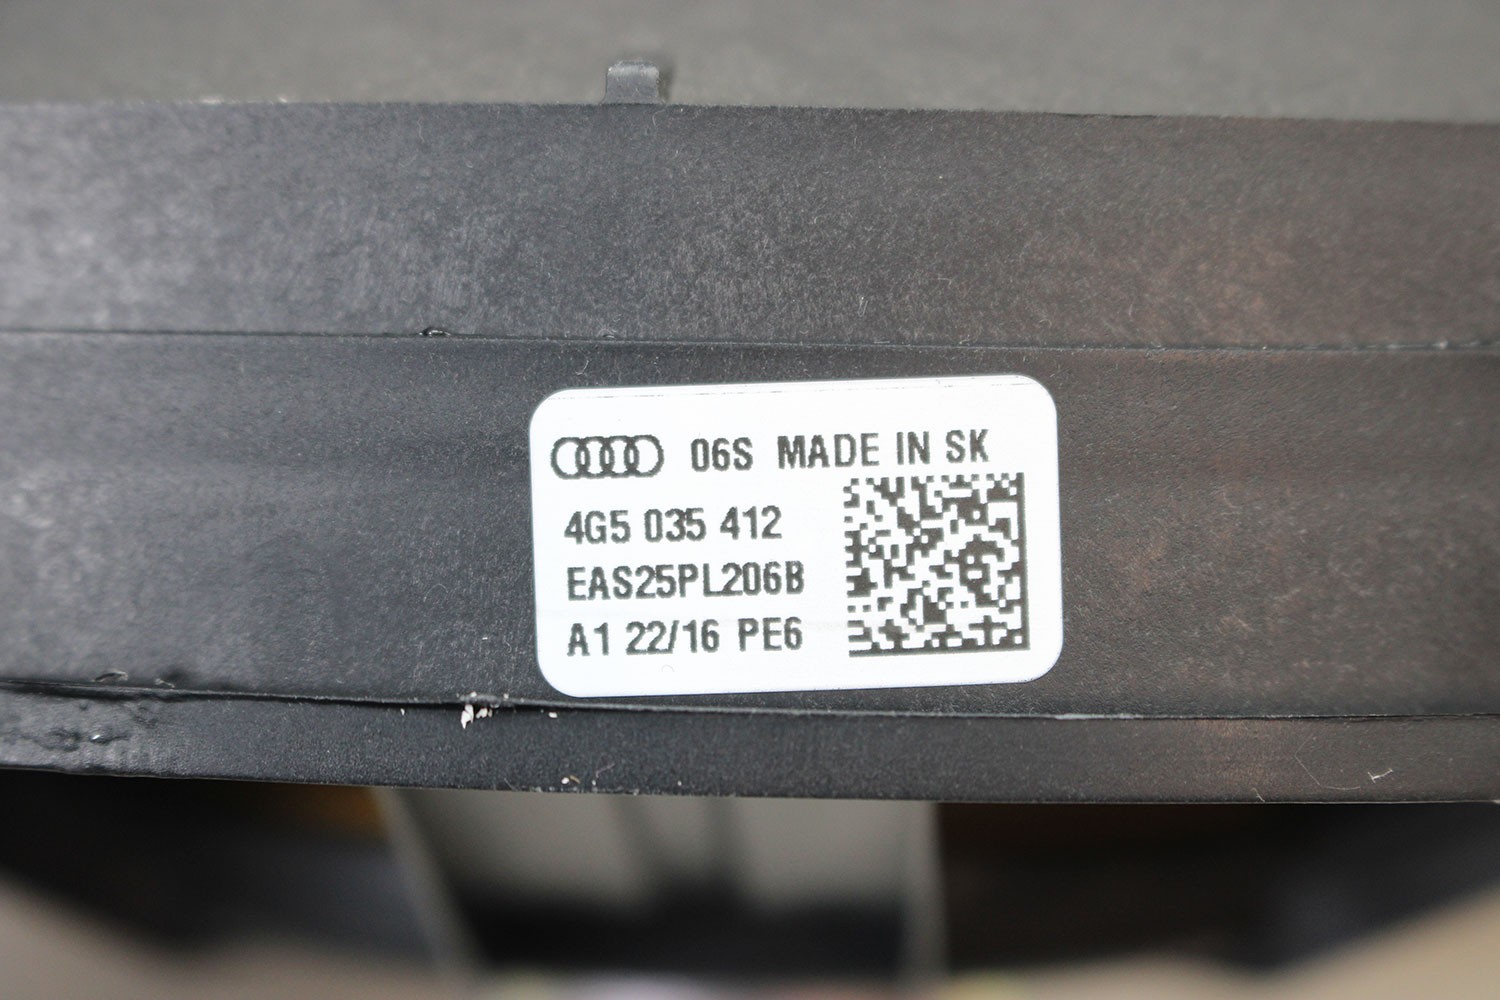 06S MADE IN SK
4G5 035 412
EAS25PL206B
A1 22/16 PE6